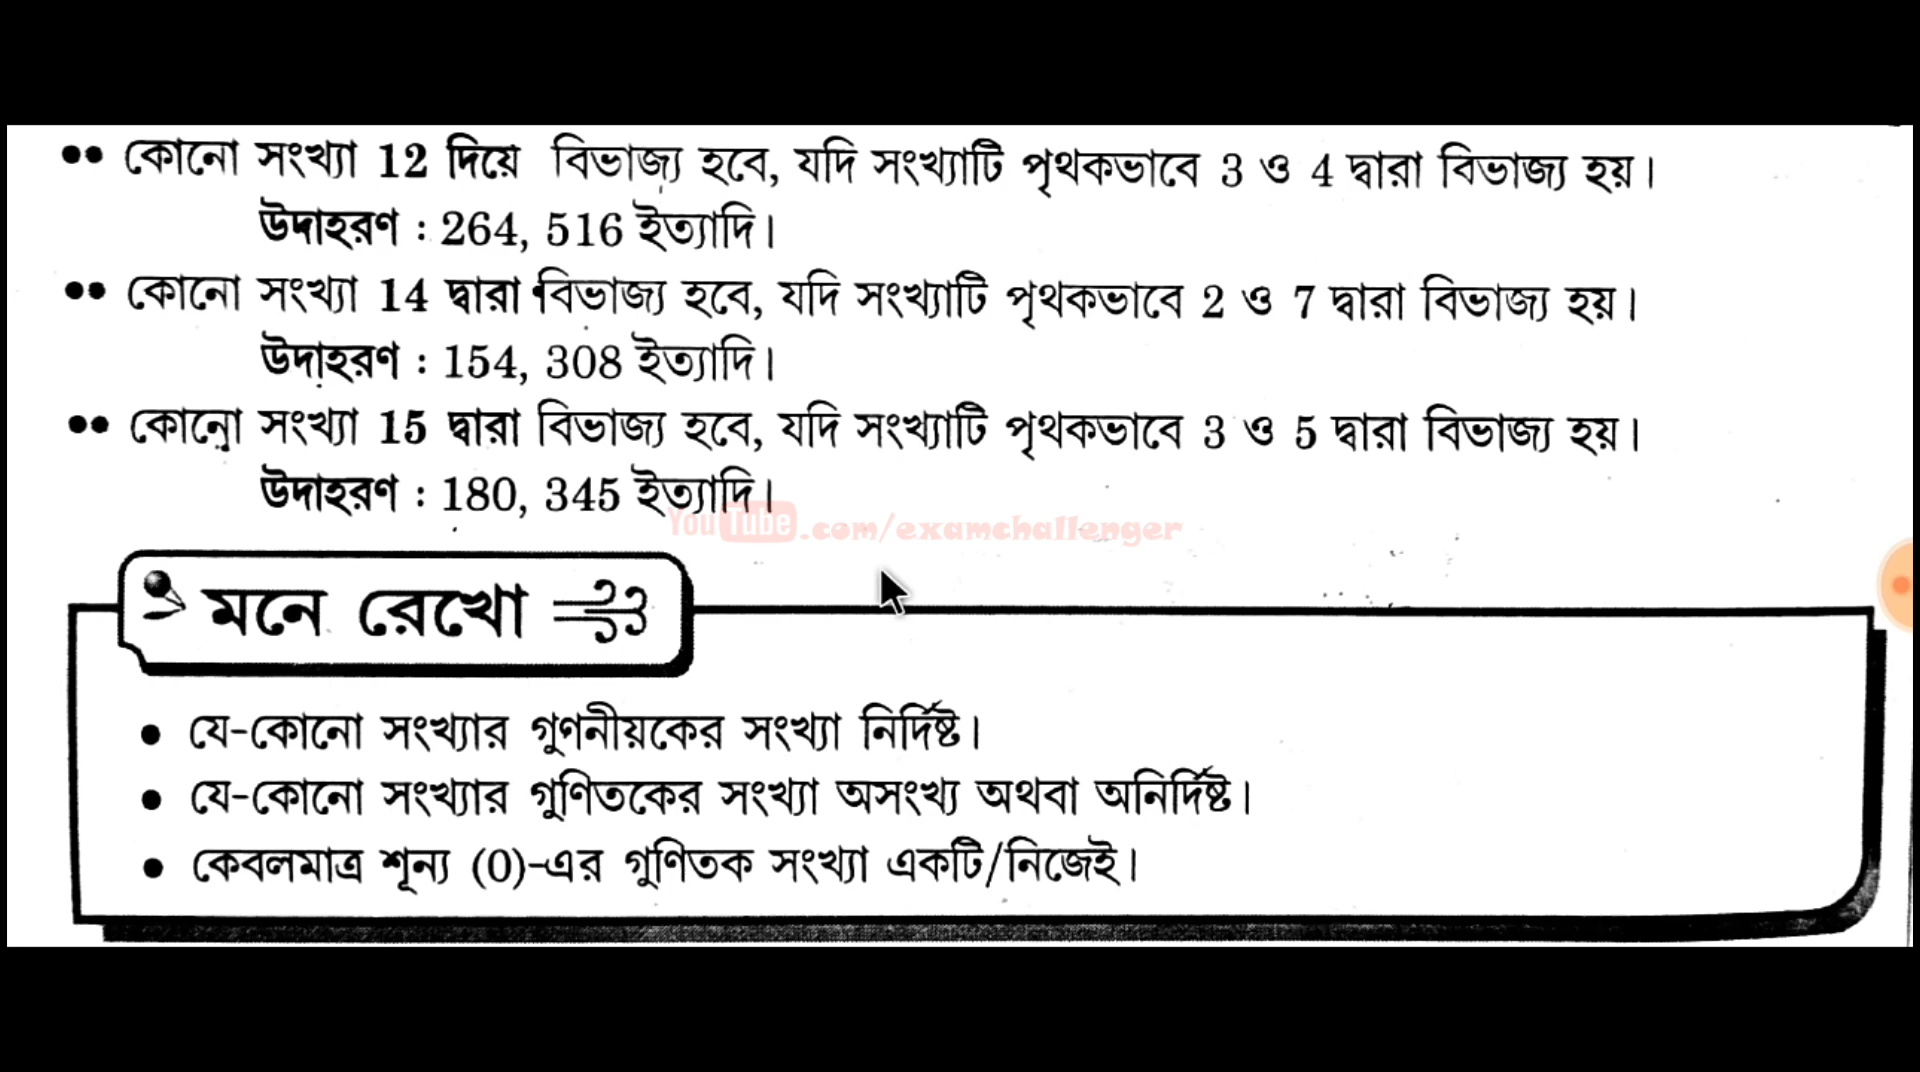 •• কোনো সংখ্যা 12 দিয়ে বিভাজ্য হবে, যদি সংখ্যাটি পৃথকভাবে 3 ও 4 দ্বারা বিভাজ্য হয়।
উদাহরণ : 264, 516 ইত্যাদি।
•• কোনো সংখ্যা 14 দ্বারা বিভাজ্য হবে, যদি সংখ্যাটি পৃথকভাবে 2 ও 7 দ্বারা বিভাজ্য হয়।
উদাহরণ : 154, 308 ইত্যাদি।
•• কোনো সংখ্যা 15 দ্বারা বিভাজ্য হবে, যদি সংখ্যাটি পৃথকভাবে 3 ও 5 দ্বারা বিভাজ্য হয়।
উদাহরণ : 180, 345 ইত্যাদি।
YouTube.com/examchallenger
মনে রেখো
• যে-কোনো সংখ্যার গুণনীয়কের সংখ্যা নির্দিষ্ট।
• যে-কোনো সংখ্যার গুণিতকের সংখ্যা অসংখ্য অথবা অনির্দিষ্ট।
• কেবলমাত্র শূন্য (0)-এর গুণিতক সংখ্যা একটি/নিজেই।